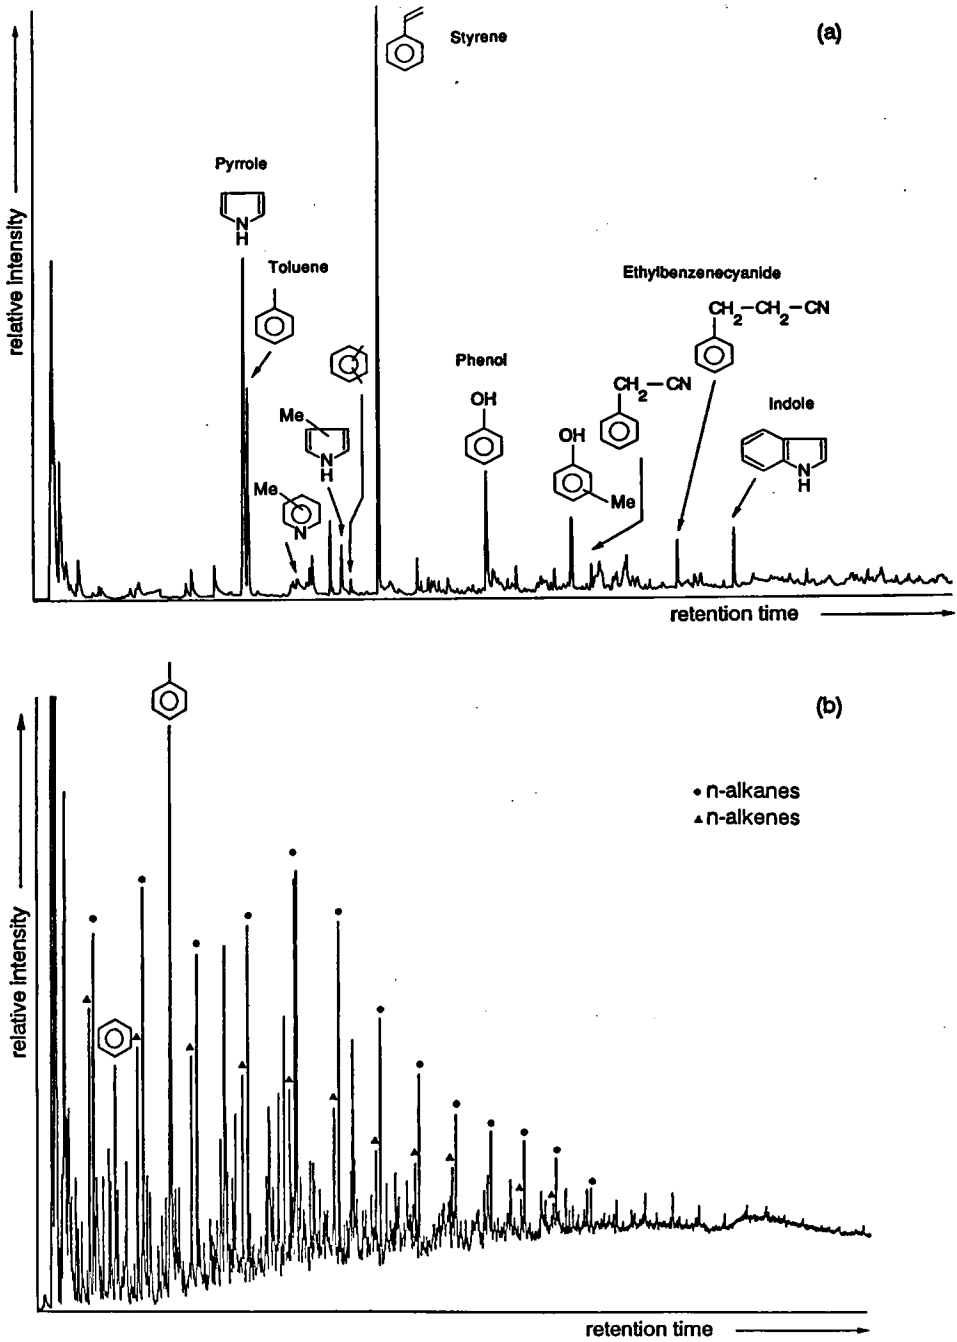 (a)
Styrene
Pyrrole
N
H
Toluene
relative intensity
Ethylbenzenecyanide
CH2-CH2-CN
Phenol
OH
CH2-CN
Indole
N
H
Me
N
H
OH
Me
Me
N
retention time
(b)
n-alkanes
n-alkenes
relative intensity
retention time